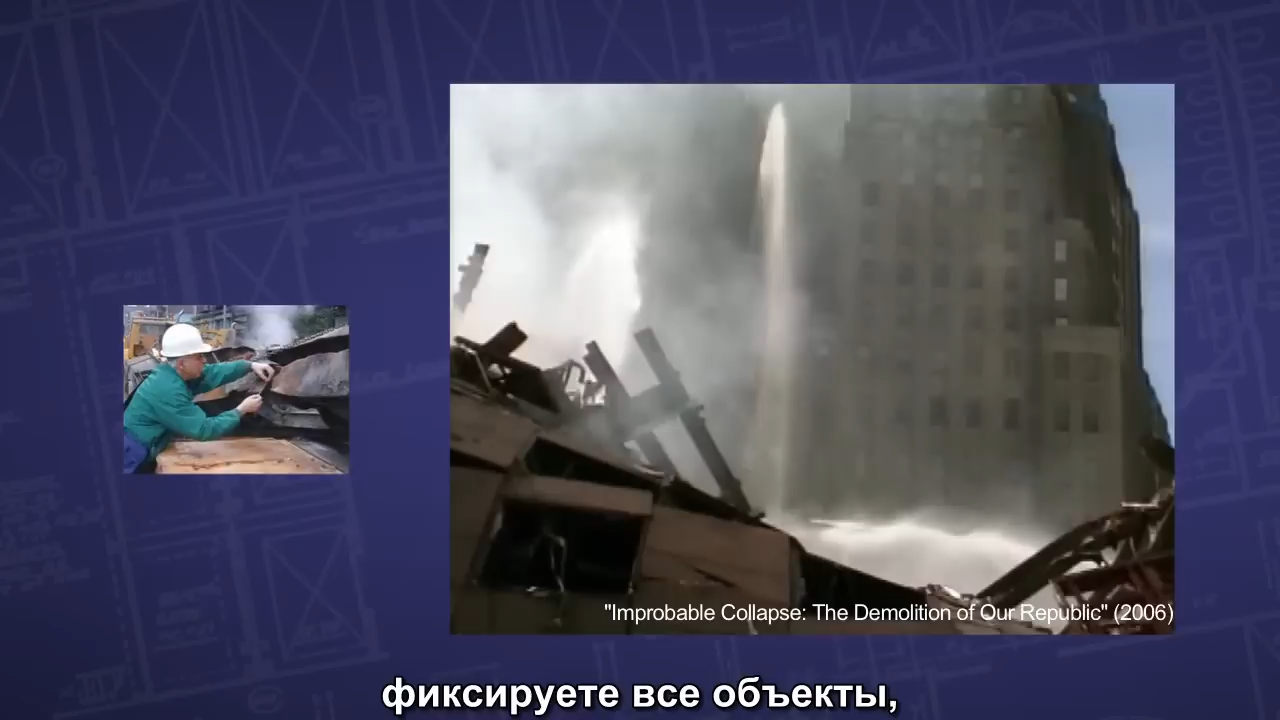 "Improbable Collapse: The Demolition of Our Republic" (2006)
фиксируете все объекты,